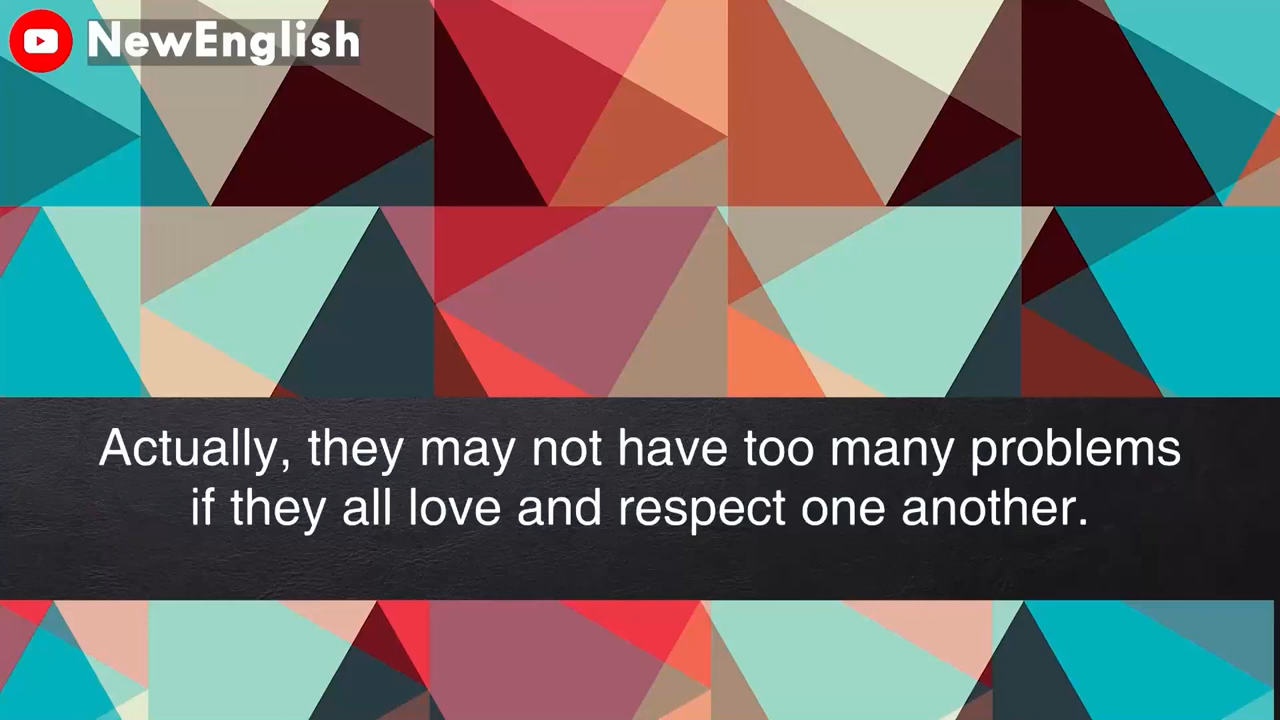 NewEnglish
Actually, they may not have too many problems
if they all love and respect one another.